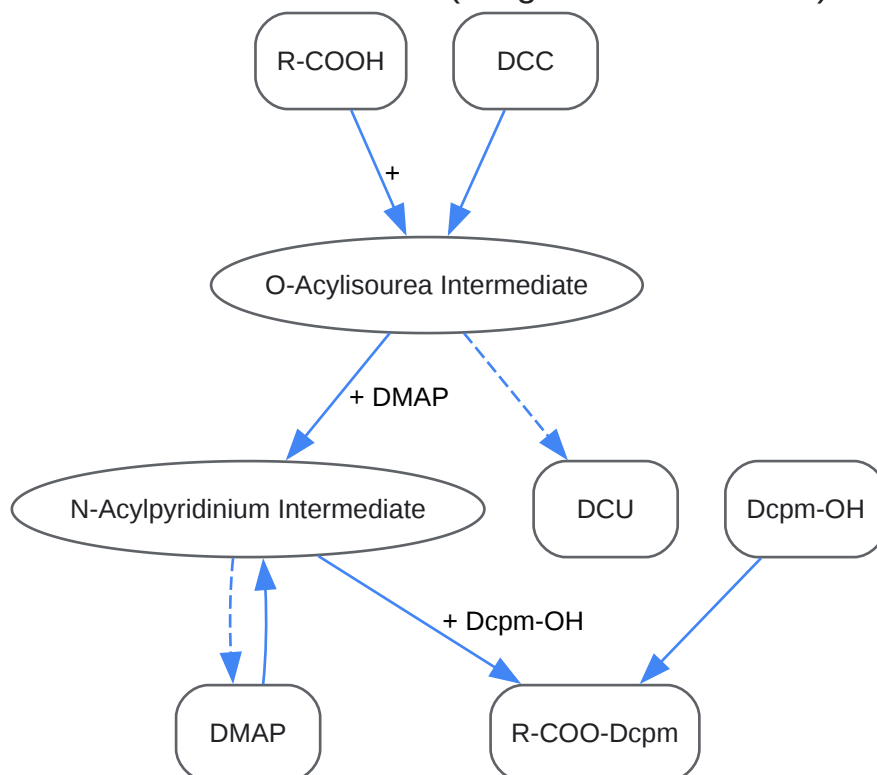 R-COOH
DCC
+
O-Acylisourea Intermediate
+ DMAP
N-Acylpyridinium Intermediate
DCU
Dcpm-OH
+ Dcpm-OH
DMAP
R-COO-Dcpm